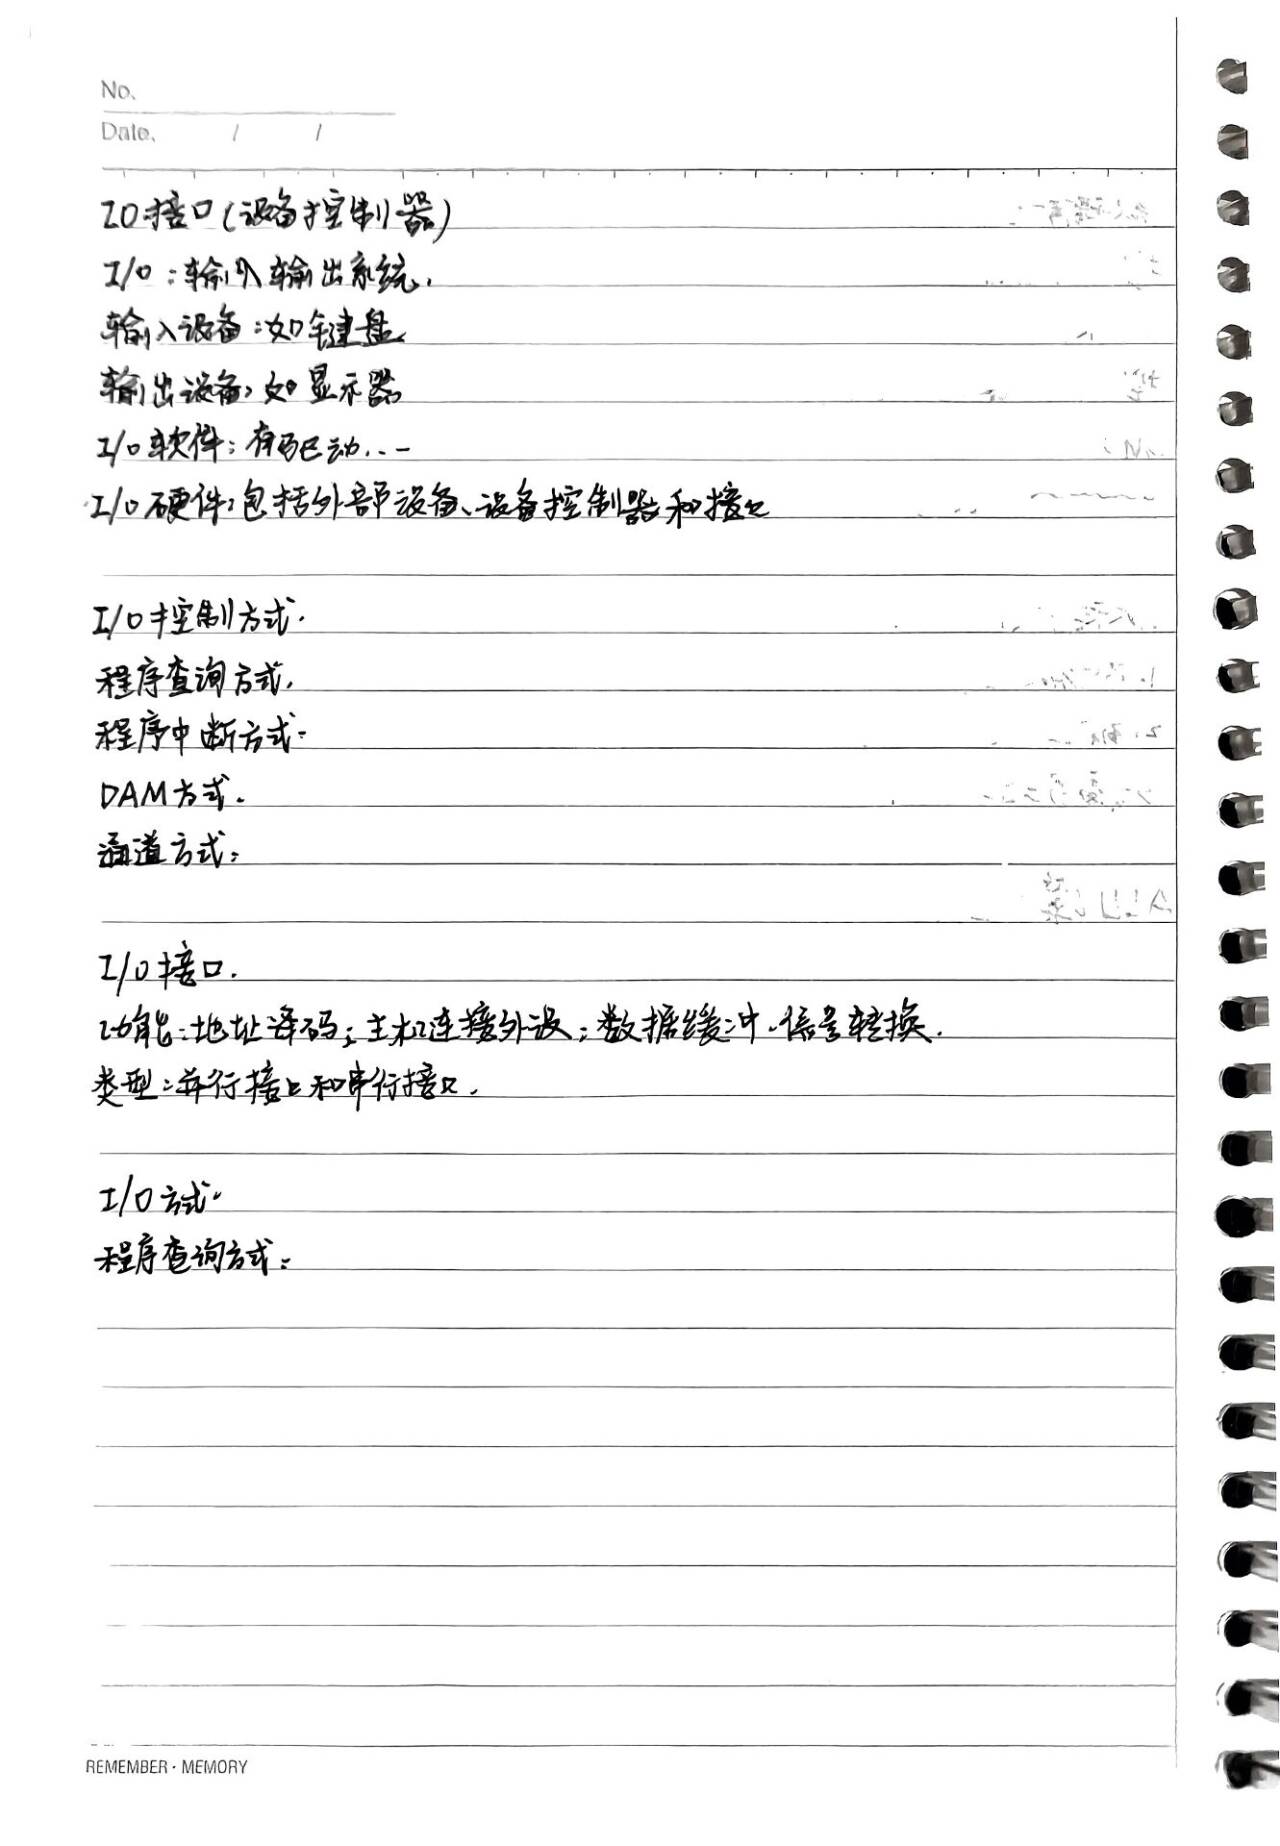 No.
Date. / /
IO接口(设备控制器)
I/O:输入输出系统.
输入设备:如键盘
输出设备,如显示器
I/O软件:有驱动...
I/O硬件:包括外部设备、设备控制器和接口
I/O控制方式.
程序查询方式.
程序中断方式.
DAM方式.
通道方式:
I/O接口.
功能:地址译码;主机连接外设;数据缓冲.信号转换.
类型:并行接口和串行接口.
I/O方式.
程序查询方式:
REMEMBER · MEMORY